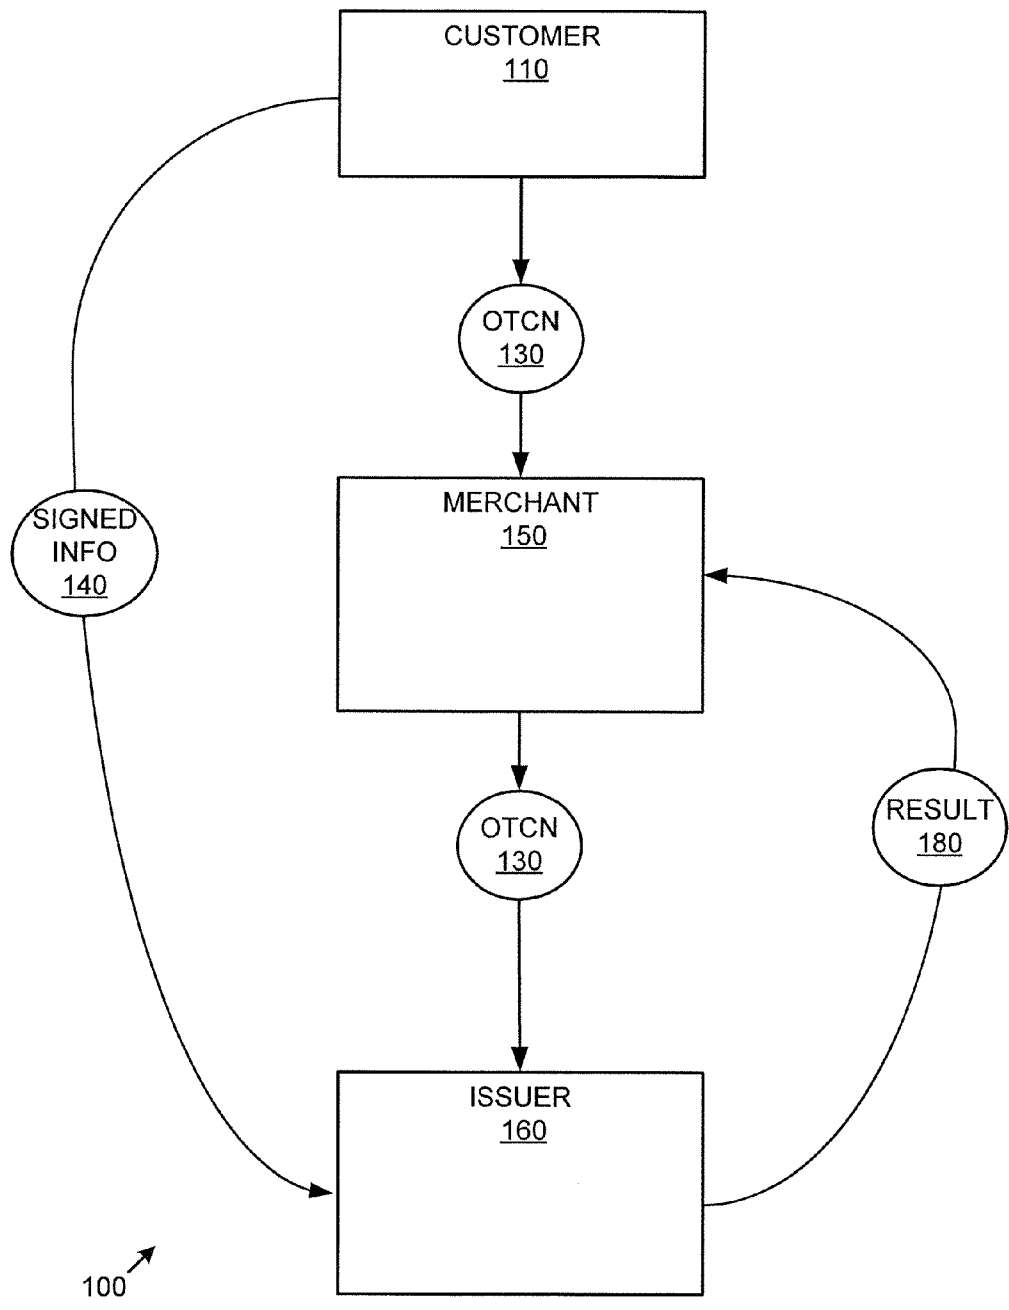 CUSTOMER
110
OTCN
130
MERCHANT
150
SIGNED
INFO
140
OTCN
130
RESULT
180
ISSUER
160
100